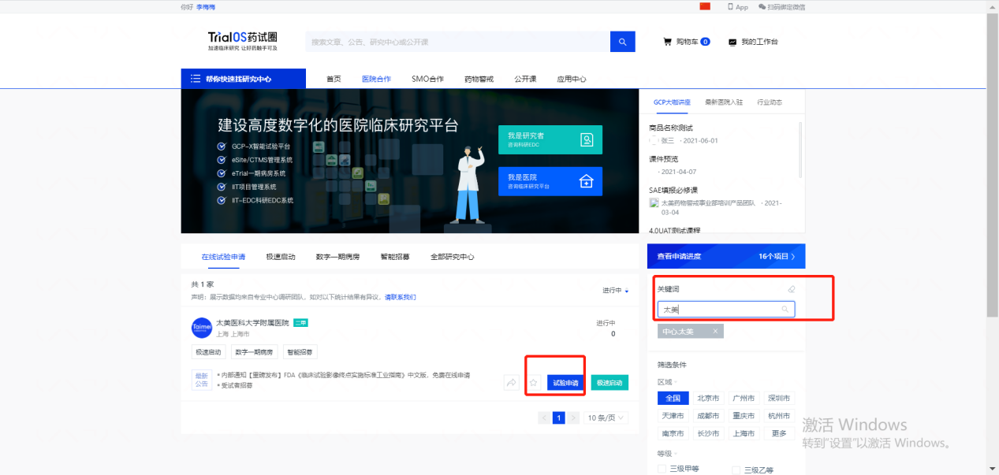 你好 李梅梅
App 扫码绑定微信
TrialOS药试圈
加速临床研究 让好药触手可及
搜索文章、公告、研究中心或公开课
购物车 0 我的工作台
帮你快速找研究中心
首页 医院合作 SMO合作 药物警戒 公开课 应用中心
建设高度数字化的医院临床研究平台
GCP-X智能试验平台
eSite/CTMS管理系统
eTrial一期病房系统
IIT项目管理系统
IIT-EDC科研EDC系统
我是研究者
咨询科研EDC
我是医院
咨询临床研究平台
GCP大咖讲座 最新医院入驻 行业动态
商品名称测试
张三 · 2021-06-01
课件预览
· 2021-04-07
SAE填报必修课
太美药物警戒事业部培训产品团队 · 2021-
03-04
4.0UAT测试课程
在线试验申请 极速启动 数字一期病房 智能招募 全部研究中心
共 1 家
声明：展示数据均来自专业中心调研团队，如对以下统计结果有异议，请联系我们
进行中
Taimei
太美医科大学附属医院 二甲
上海 上海市
进行中
0
极速启动 数字一期病房 智能招募
最新
公告
* 内部通知【重磅发布】FDA《临床试验影像终点实施标准工业指南》中文版，免费在线申请
* 受试者招募
试验申请 极速启动
< 1 > 10 条/页
查看申请进度 16个项目
关键词
太美
中心:太美 ×
筛选条件
区域
全国 北京市 广州市 深圳市
天津市 成都市 重庆市 杭州市
南京市 长沙市 上海市 更多
等级
三级甲等 三级乙等
激活 Windows
转到"设置"以激活 Windows。